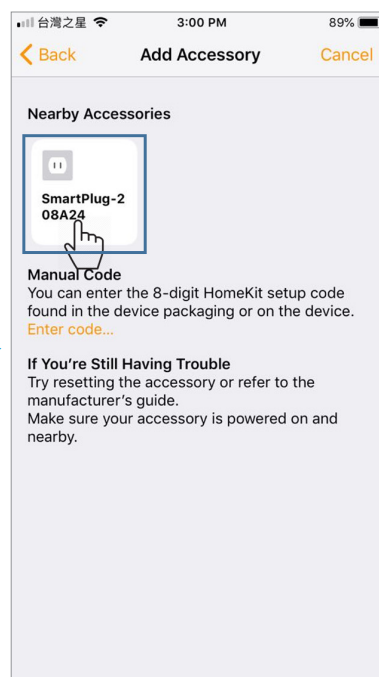 台灣之星 3:00 PM 89%
Back Add Accessory Cancel
Nearby Accessories
SmartPlug-2
08A24
Manual Code
You can enter the 8-digit HomeKit setup code
found in the device packaging or on the device.
Enter code...
If You’re Still Having Trouble
Try resetting the accessory or refer to the
manufacturer’s guide.
Make sure your accessory is powered on and
nearby.